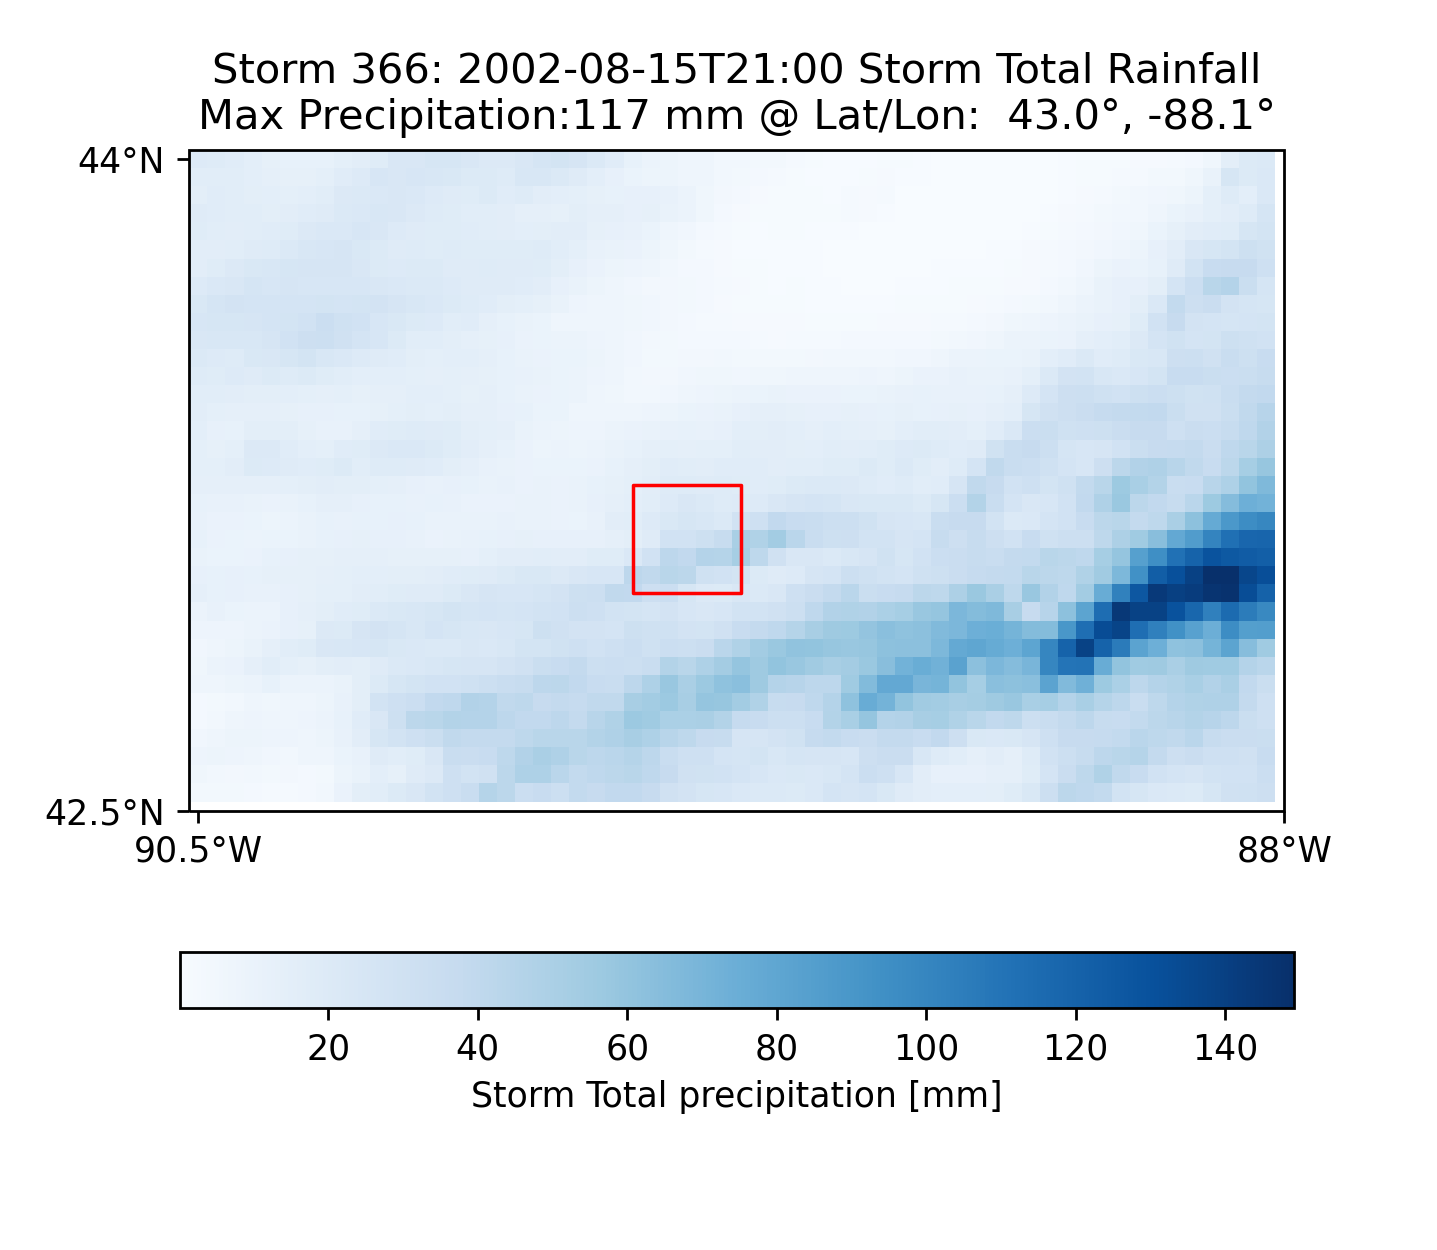 Storm 366: 2002-08-15T21:00 Storm Total Rainfall
Max Precipitation:117 mm @ Lat/Lon:  43.0°, -88.1°
44°N
42.5°N
90.5°W 88°W
20 40 60 80 100 120 140
Storm Total precipitation [mm]